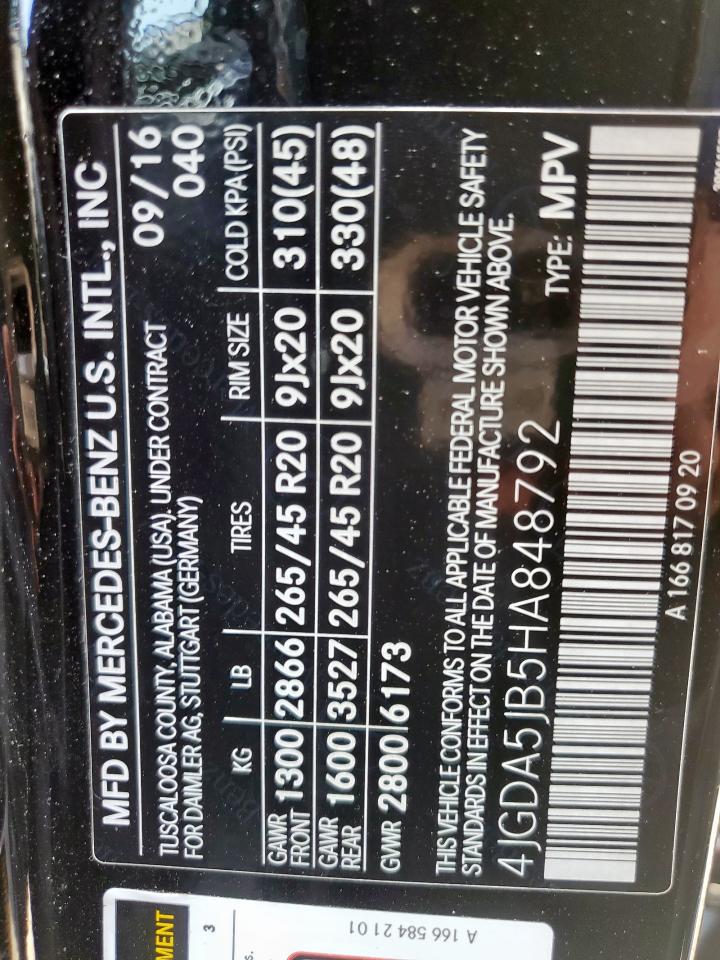 MFD BY MERCEDES-BENZ U.S. INTL., INC
TUSCALOOSA COUNTY, ALABAMA (USA). UNDER CONTRACT 09/16
FOR DAIMLER AG, STUTTGART (GERMANY) 040
KG LB TIRES RIM SIZE COLD KPA (PSI)
GAWR FRONT 1300 2866 265/45 R20 9Jx20 310(45)
GAWR REAR 1600 3527 265/45 R20 9Jx20 330(48)
GVWR 2800 6173
THIS VEHICLE CONFORMS TO ALL APPLICABLE FEDERAL MOTOR VEHICLE SAFETY
STANDARDS IN EFFECT ON THE DATE OF MANUFACTURE SHOWN ABOVE.
4JGDA5JB5HA848792 TYPE: MPV
A 166 817 09 20
MENT
3
s.
A 166 584 21 01